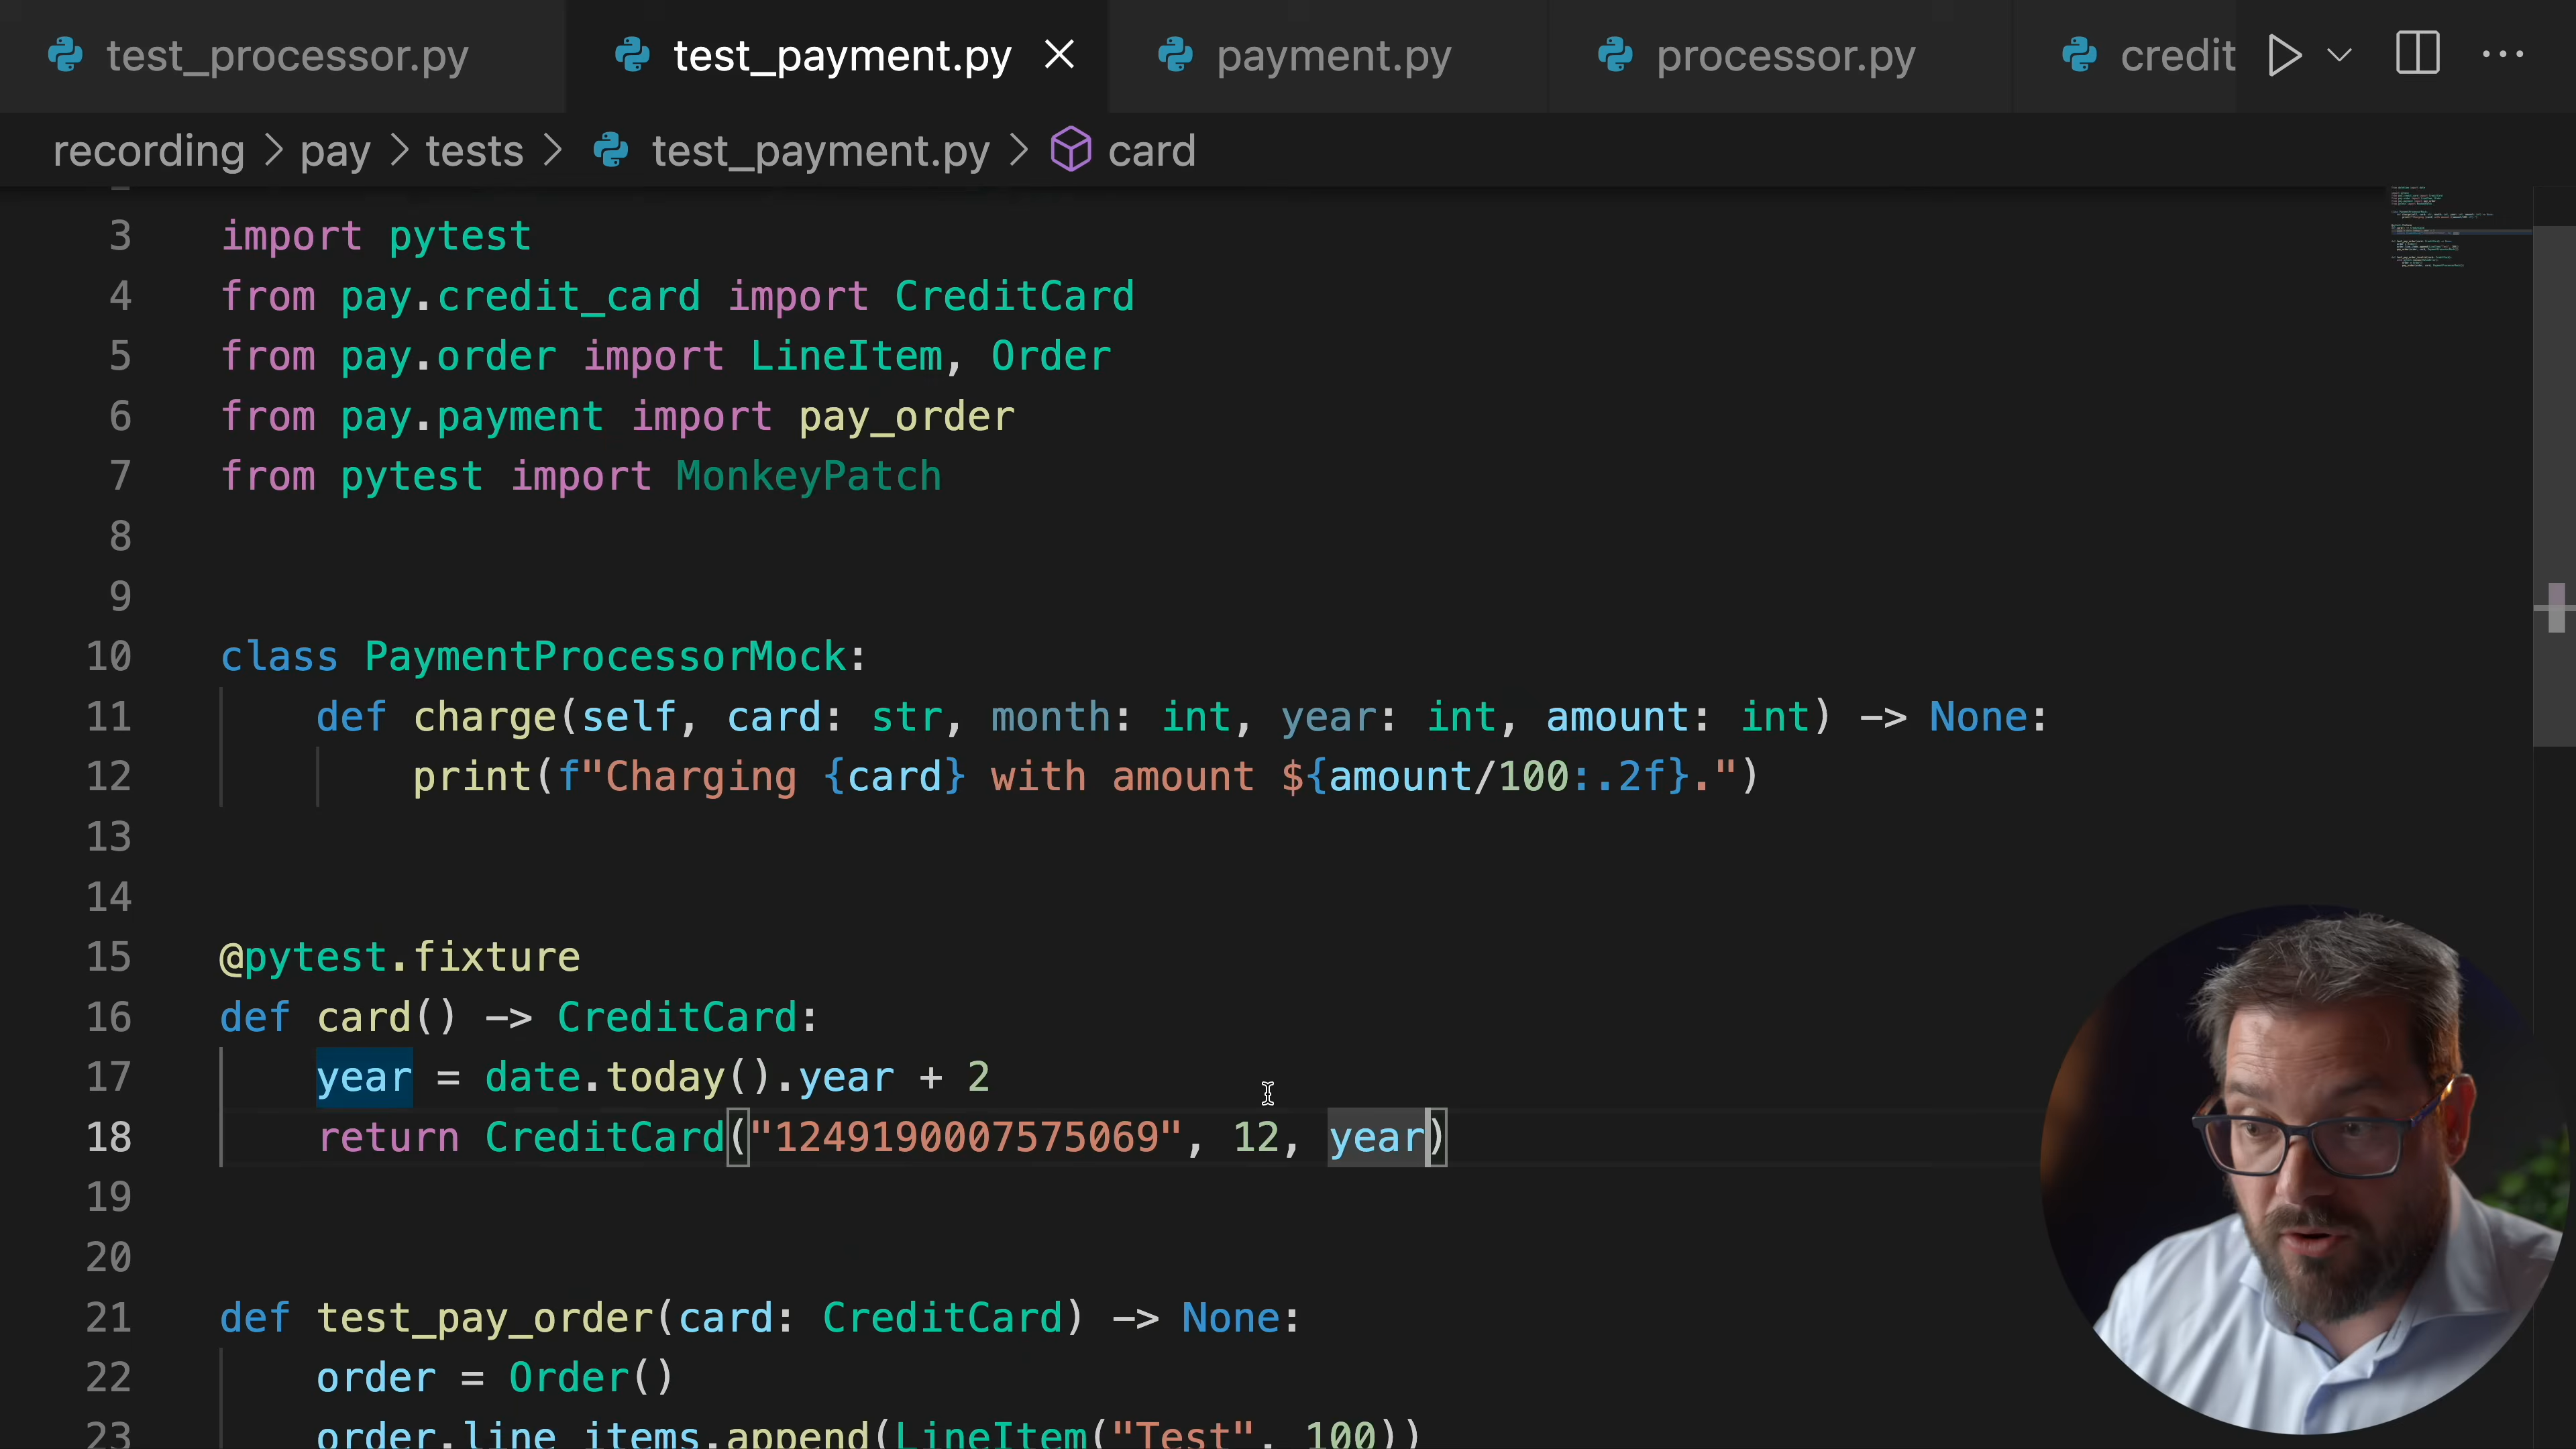 test_processor.py
test_payment.py
payment.py
processor.py
credit
recording > pay > tests > test_payment.py > card
3 import pytest
4 from pay.credit_card import CreditCard
5 from pay.order import LineItem, Order
6 from pay.payment import pay_order
7 from pytest import MonkeyPatch
8
9
10 class PaymentProcessorMock:
11     def charge(self, card: str, month: int, year: int, amount: int) -> None:
12         print(f"Charging {card} with amount ${amount/100:.2f}.")
13
14
15 @pytest.fixture
16 def card() -> CreditCard:
17     year = date.today().year + 2
18     return CreditCard("1249190007575069", 12, year)
19
20
21 def test_pay_order(card: CreditCard) -> None:
22     order = Order()
23     order.line_items.append(LineItem("Test", 100))